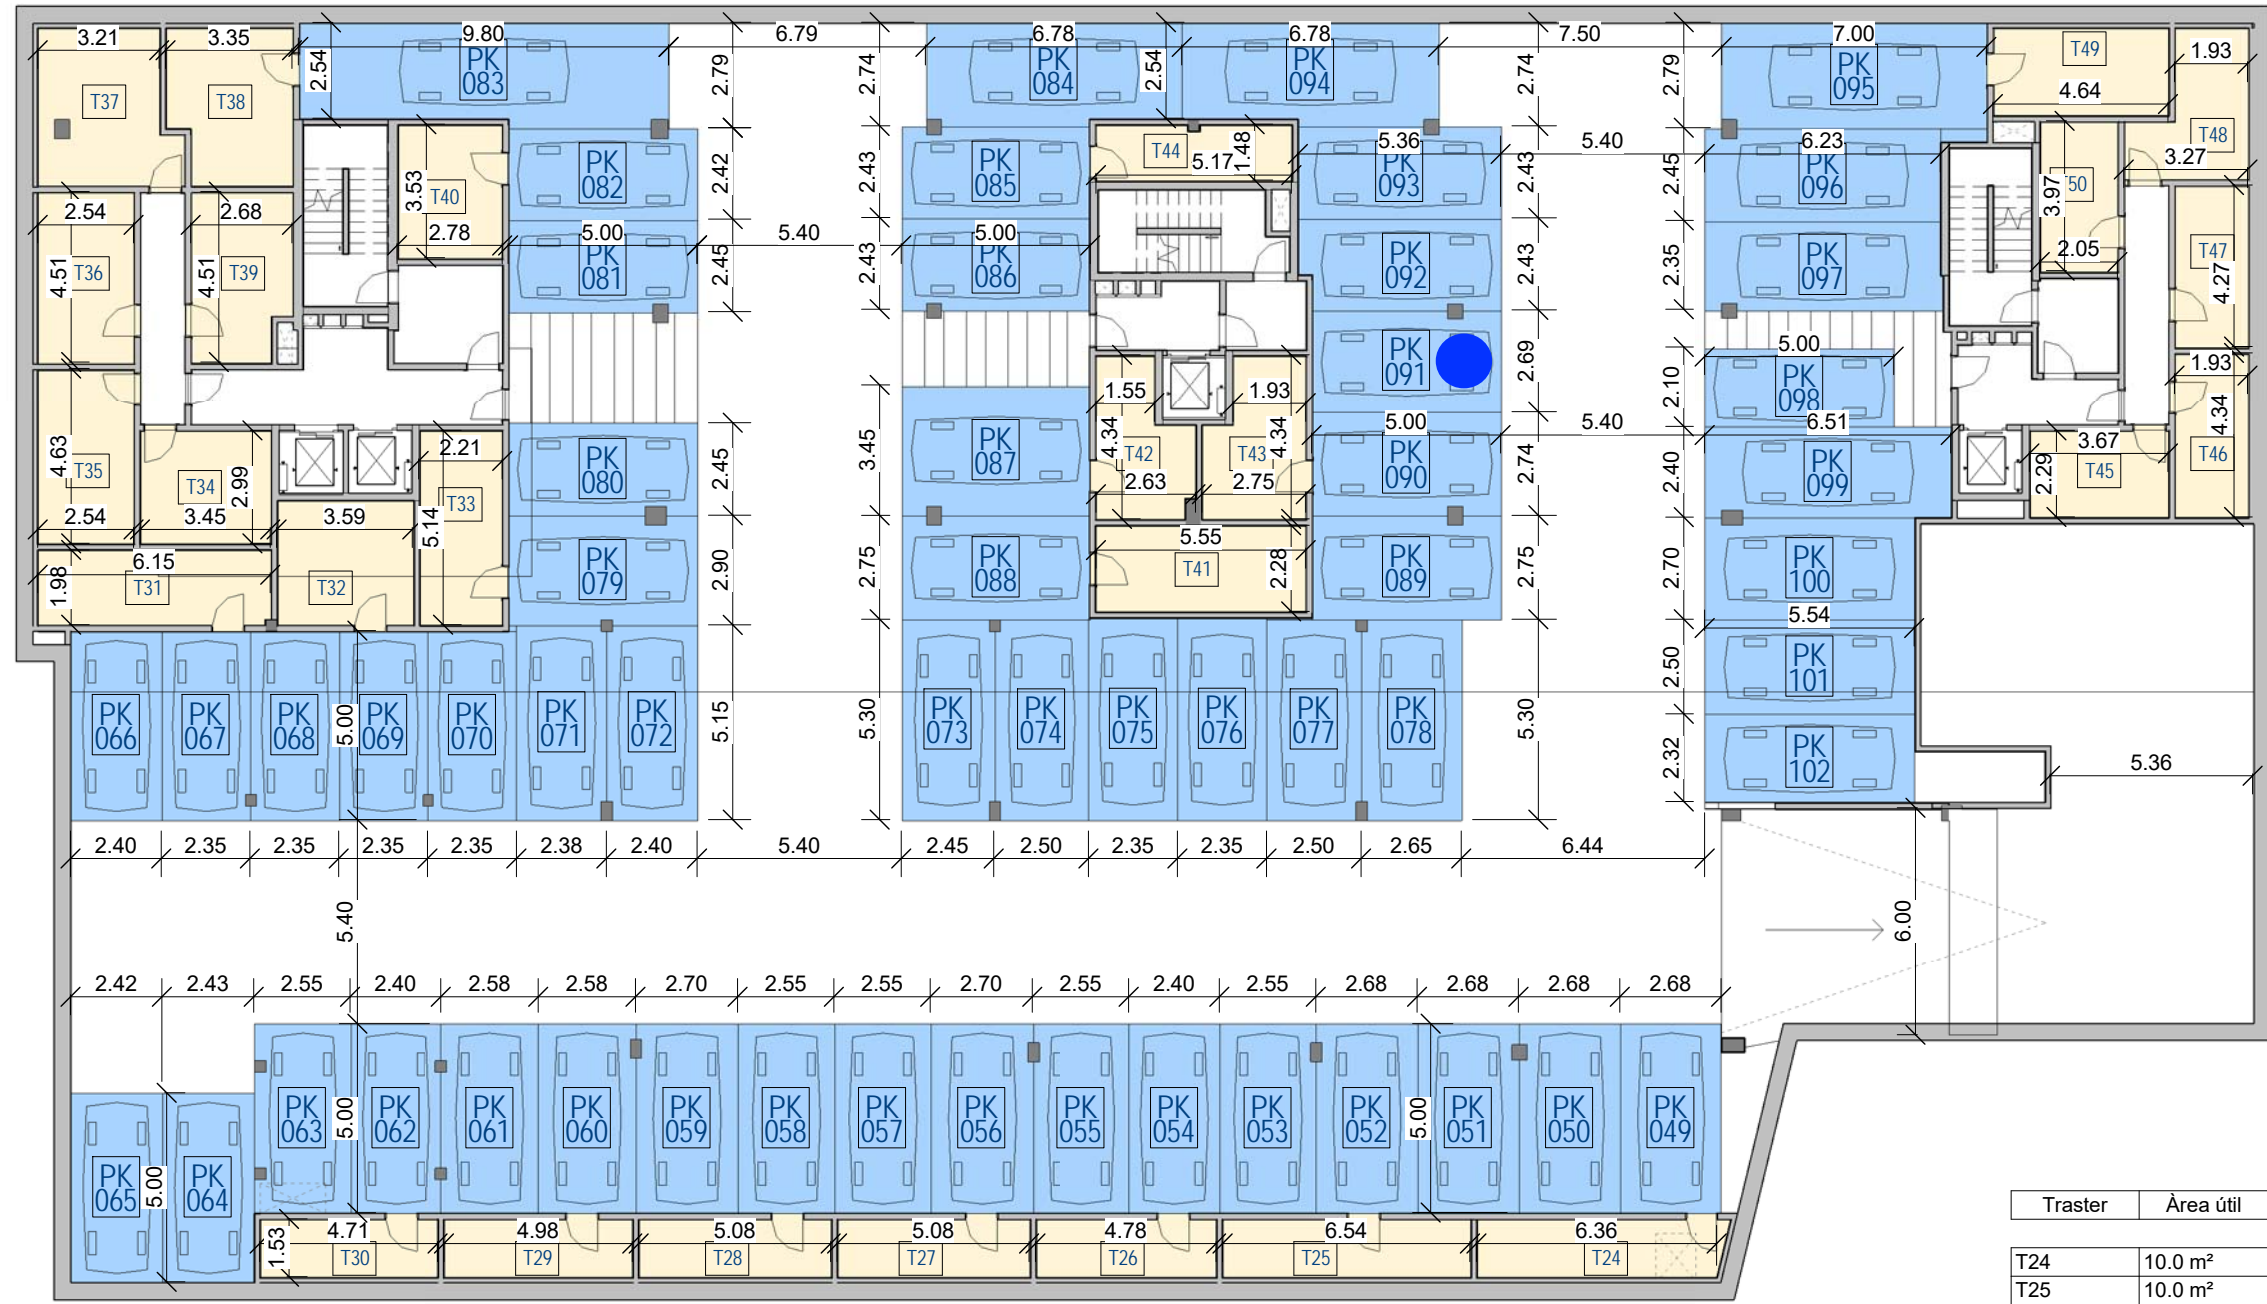 3.21
3.35
9.80
6.79
6.78
6.78
7.50
7.00
T49
1.93
2.54
PK
083
2.79
2.74
PK
084
2.54
PK
094
2.74
2.79
PK
095
4.64
T37
T38
T48
3.27
T40
3.53
2.78
PK
082
2.42
2.43
PK
085
T44
5.17
1.48
5.36
PK
093
5.40
2.43
2.45
6.23
PK
096
T50
3.97
2.05
2.54
T36
4.51
2.68
T39
4.51
5.00
PK
081
2.45
5.40
2.43
5.00
PK
086
PK
092
2.43
2.35
PK
097
T47
4.27
PK
091
2.69
5.00
PK
098
2.10
1.93
4.34
T46
1.55
1.93
4.34
T42
2.63
T43
4.34
2.75
5.00
PK
090
5.40
2.74
6.51
PK
099
2.40
3.67
T45
2.29
4.63
T35
2.54
T34
3.45
2.99
3.59
2.21
T33
5.14
PK
080
2.45
3.45
PK
087
6.15
T31
1.98
T32
PK
079
2.90
2.75
PK
088
5.55
T41
2.28
PK
089
2.75
2.70
PK
100
5.54
PK
101
2.50
PK
066
PK
067
PK
068
5.00
PK
069
PK
070
PK
071
PK
072
5.15
5.30
PK
073
PK
074
PK
075
PK
076
PK
077
PK
078
5.30
2.32
PK
102
5.36
2.40
2.35
2.35
2.35
2.35
2.38
2.40
5.40
2.45
2.50
2.35
2.35
2.50
2.65
6.44
5.40
6.00
2.42
2.43
2.55
2.40
2.58
2.58
2.70
2.55
2.55
2.70
2.55
2.40
2.55
2.68
2.68
2.68
2.68
PK
065
5.00
PK
064
PK
063
5.00
PK
062
PK
061
PK
060
PK
059
PK
058
PK
057
PK
056
PK
055
PK
054
PK
053
PK
052
5.00
PK
051
PK
050
PK
049
1.53
4.71
T30
4.98
T29
5.08
T28
5.08
T27
4.78
T26
6.54
T25
6.36
T24
Traster Àrea útil
T24 10.0 m²
T25 10.0 m²